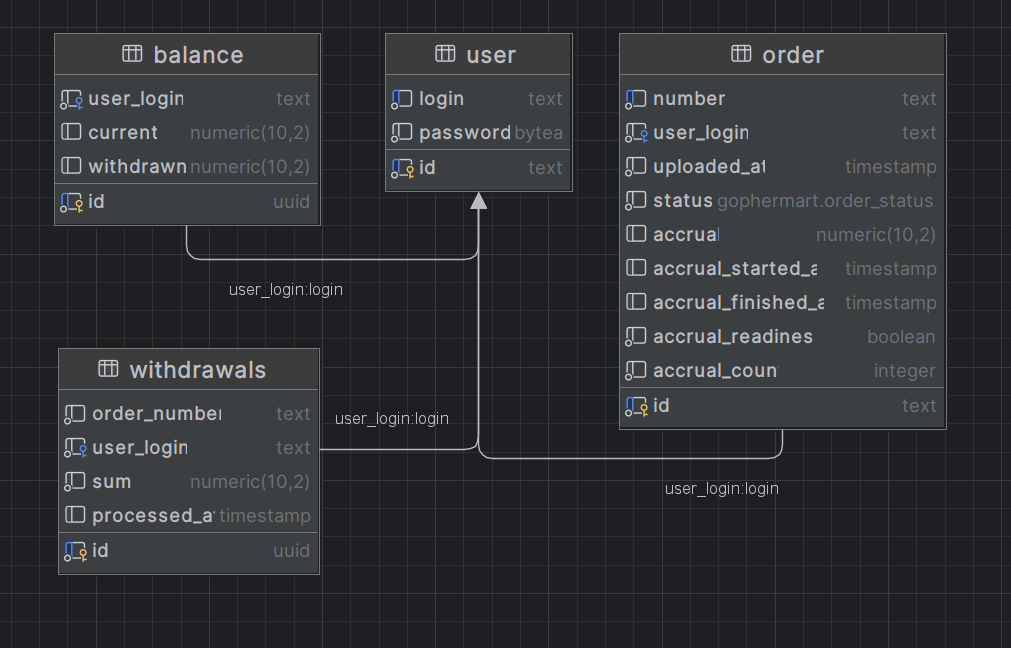 balance
user_login text
current numeric(10,2)
withdrawn numeric(10,2)
id uuid
user
login text
password bytea
id text
order
number text
user_login text
uploaded_at timestamp
status gophermart.order_status
accrual numeric(10,2)
accrual_started_a timestamp
accrual_finished_a timestamp
accrual_readines boolean
accrual_coun integer
id text
user_login:login
withdrawals
order_number text
user_login text
sum numeric(10,2)
processed_a timestamp
id uuid
user_login:login
user_login:login